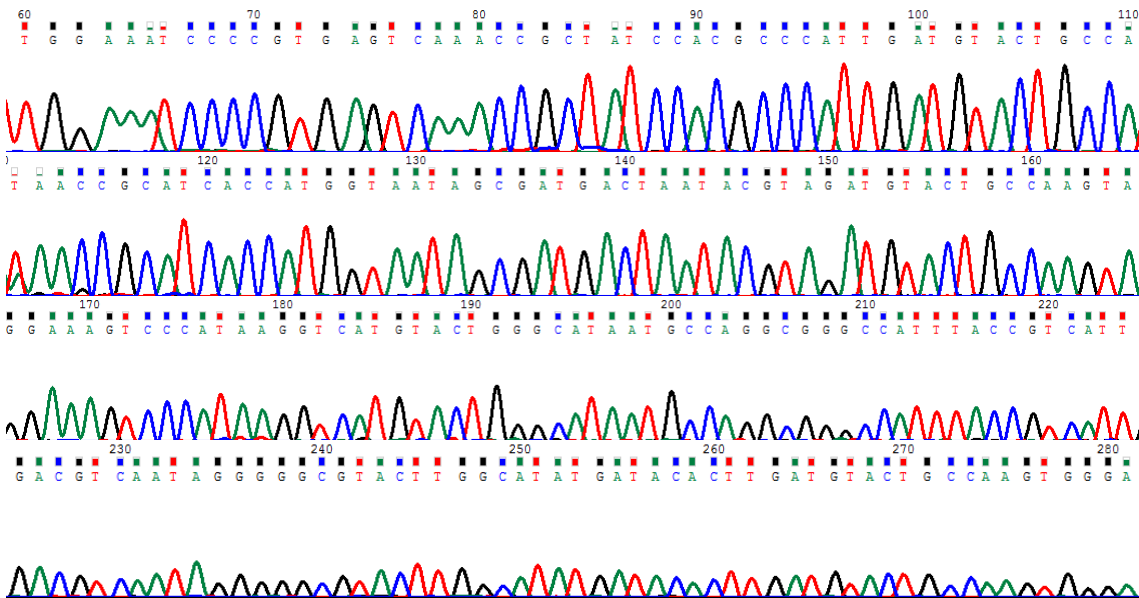 60 70 80 90 100 110
T G G A A A T C C C C G T G A G T C A A A C C G C T A T C C A C G C C C A T T G A T G T A C T G C C A
120 130 140 150 160
T A A C C G C A T C A C C A T G G T A A T A G C G A T G A C T A A T A C G T A G A T G T A C T G C C A A G T A
170 180 190 200 210 220
G G A A A G T C C C A T A A G G T C A T G T A C T G G G C A T A A T G C C A G G C G G G C C A T T T A C C G T C A T T
230 240 250 260 270 280
G A C G T C A A T A G G G G G C G T A C T T G G C A T A T G A T A C A C T T G A T G T A C T G C C A A G T G G G A